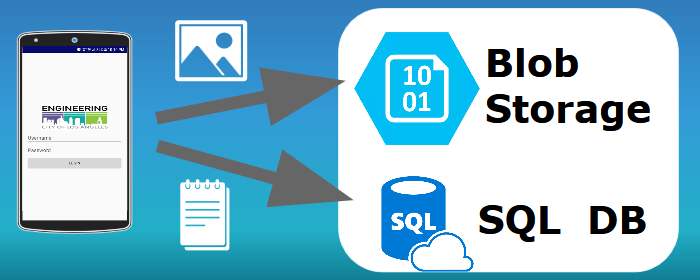 ENGINEERING
CITY OF LOS ANGELES
Username
Password
LOGIN
10
01
Blob
Storage
SQL
SQL DB